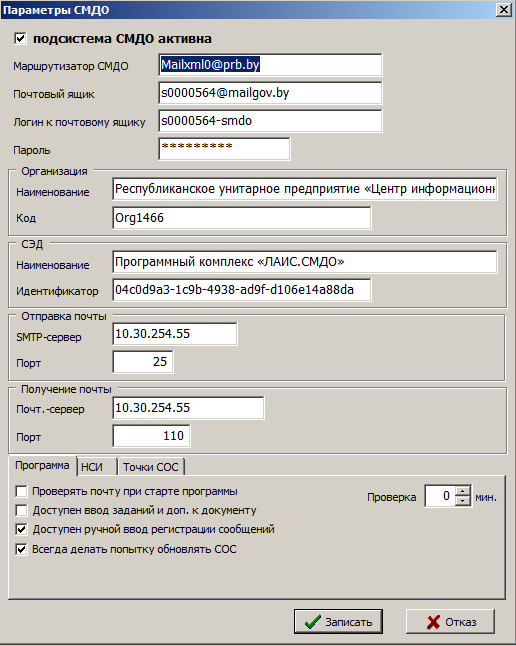 Параметры СМДО
подсистема СМДО активна
Маршрутизатор СМДО Mailxml0@prb.by
Почтовый ящик s0000564@mailgov.by
Логин к почтовому ящику s0000564-smdo
Пароль *********
Организация
Наименование Республиканское унитарное предприятие «Центр информационн
Код Org1466
СЭД
Наименование Программный комплекс «ЛАИС.СМДО»
Идентификатор 04c0d9a3-1c9b-4938-ad9f-d106e14a88da
Отправка почты
SMTP-сервер 10.30.254.55
Порт 25
Получение почты
Почт.-сервер 10.30.254.55
Порт 110
Программа НСИ Точки СОС
Проверять почту при старте программы Проверка 0 мин.
Доступен ввод заданий и доп. к документу
Доступен ручной ввод регистрации сообщений
Всегда делать попытку обновлять СОС
Записать Отказ